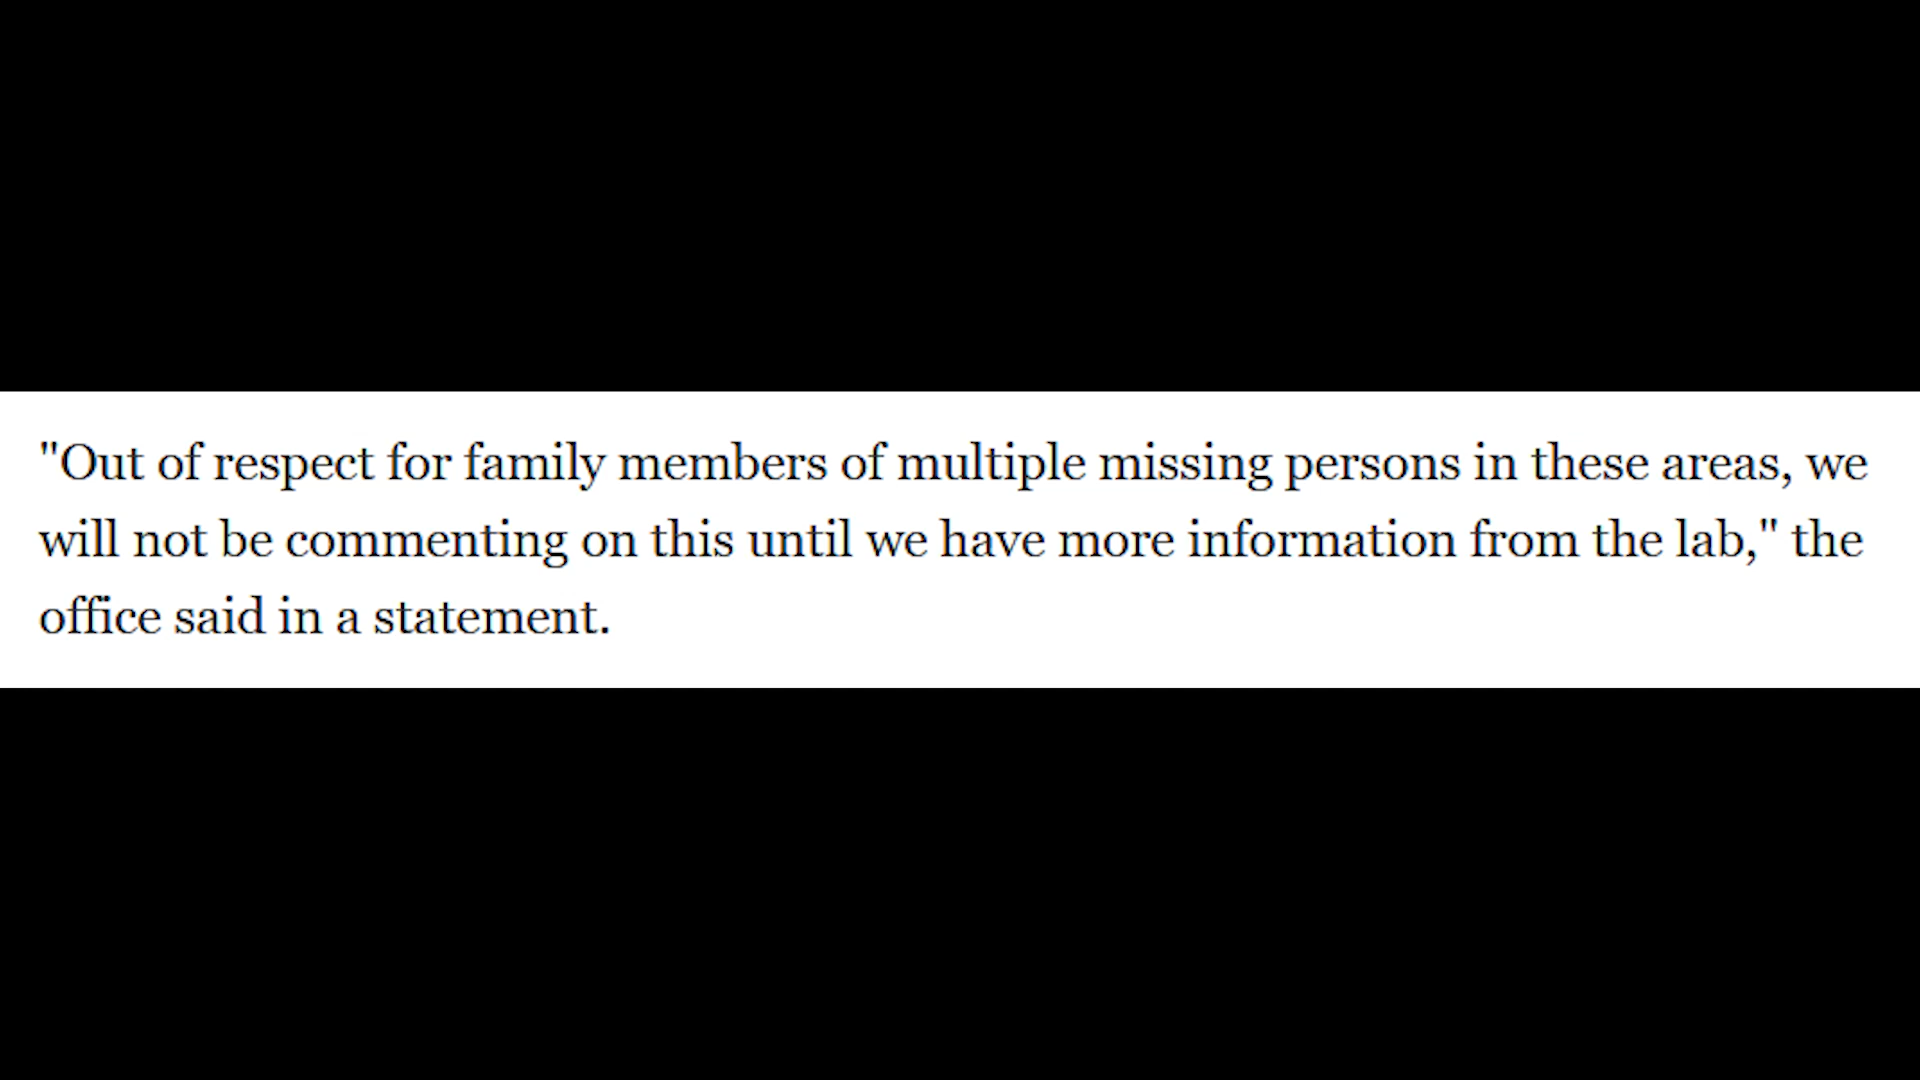 "Out of respect for family members of multiple missing persons in these areas, we
will not be commenting on this until we have more information from the lab," the
office said in a statement.